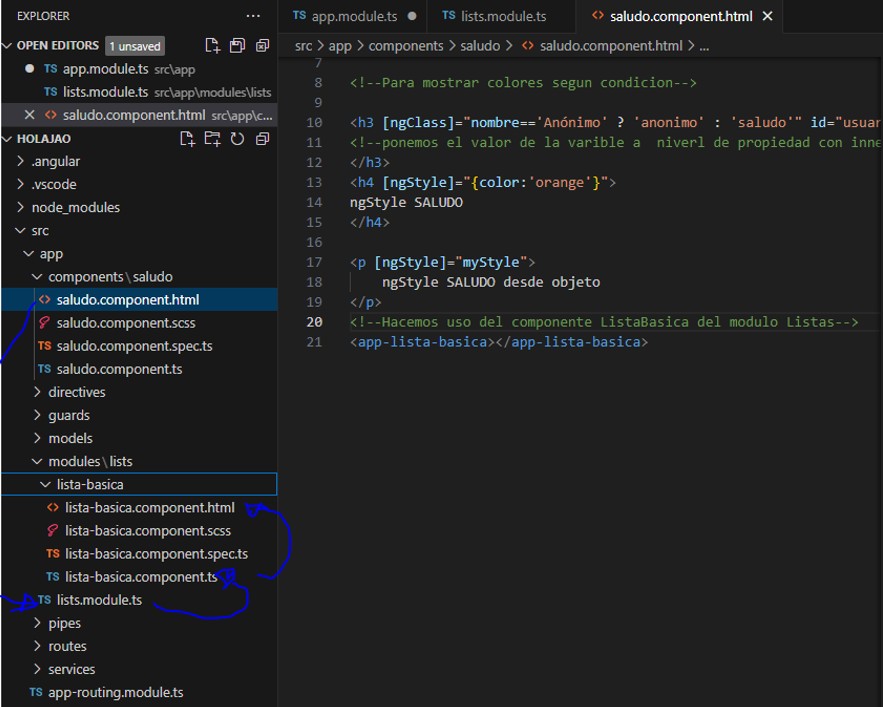 EXPLORER ...
OPEN EDITORS 1 unsaved
TS app.module.ts src\app
TS lists.module.ts src\app\modules\lists
saludo.component.html src\app\c...
HOLAJAO
.angular
.vscode
node_modules
src
app
components\saludo
saludo.component.html
saludo.component.scss
TS saludo.component.spec.ts
TS saludo.component.ts
directives
guards
models
modules\lists
lista-basica
lista-basica.component.html
lista-basica.component.scss
TS lista-basica.component.spec.ts
TS lista-basica.component.ts
TS lists.module.ts
pipes
routes
services
TS app-routing.module.ts
TS app.module.ts TS lists.module.ts <> saludo.component.html
src > app > components > saludo > <> saludo.component.html > ...
7
8 <!--Para mostrar colores segun condicion-->
9
10 <h3 [ngClass]="nombre=='Anónimo' ? 'anonimo' : 'saludo'" id="usuar
11 <!--ponemos el valor de la varible a niverl de propiedad con inne
12 </h3>
13 <h4 [ngStyle]="{color:'orange'}">
14 ngStyle SALUDO
15 </h4>
16
17 <p [ngStyle]="myStyle">
18 ngStyle SALUDO desde objeto
19 </p>
20 <!--Hacemos uso del componente ListaBasica del modulo Listas-->
21 <app-lista-basica></app-lista-basica>